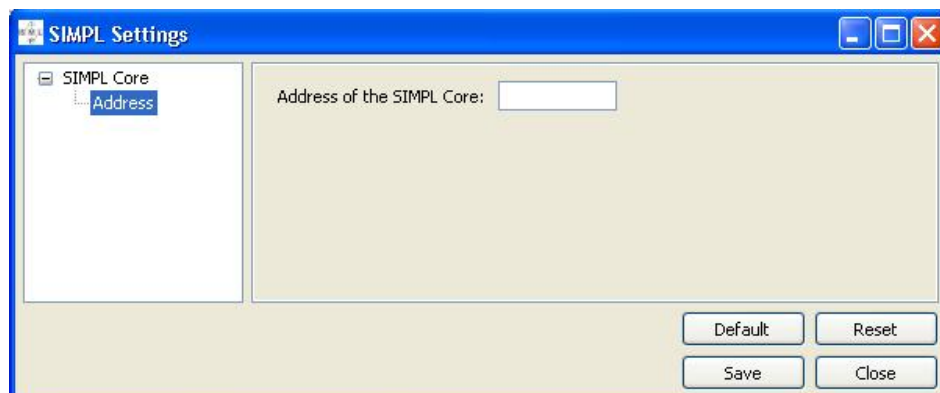 SIMPL Settings
SIMPL Core
Address
Address of the SIMPL Core:
Default
Reset
Save
Close